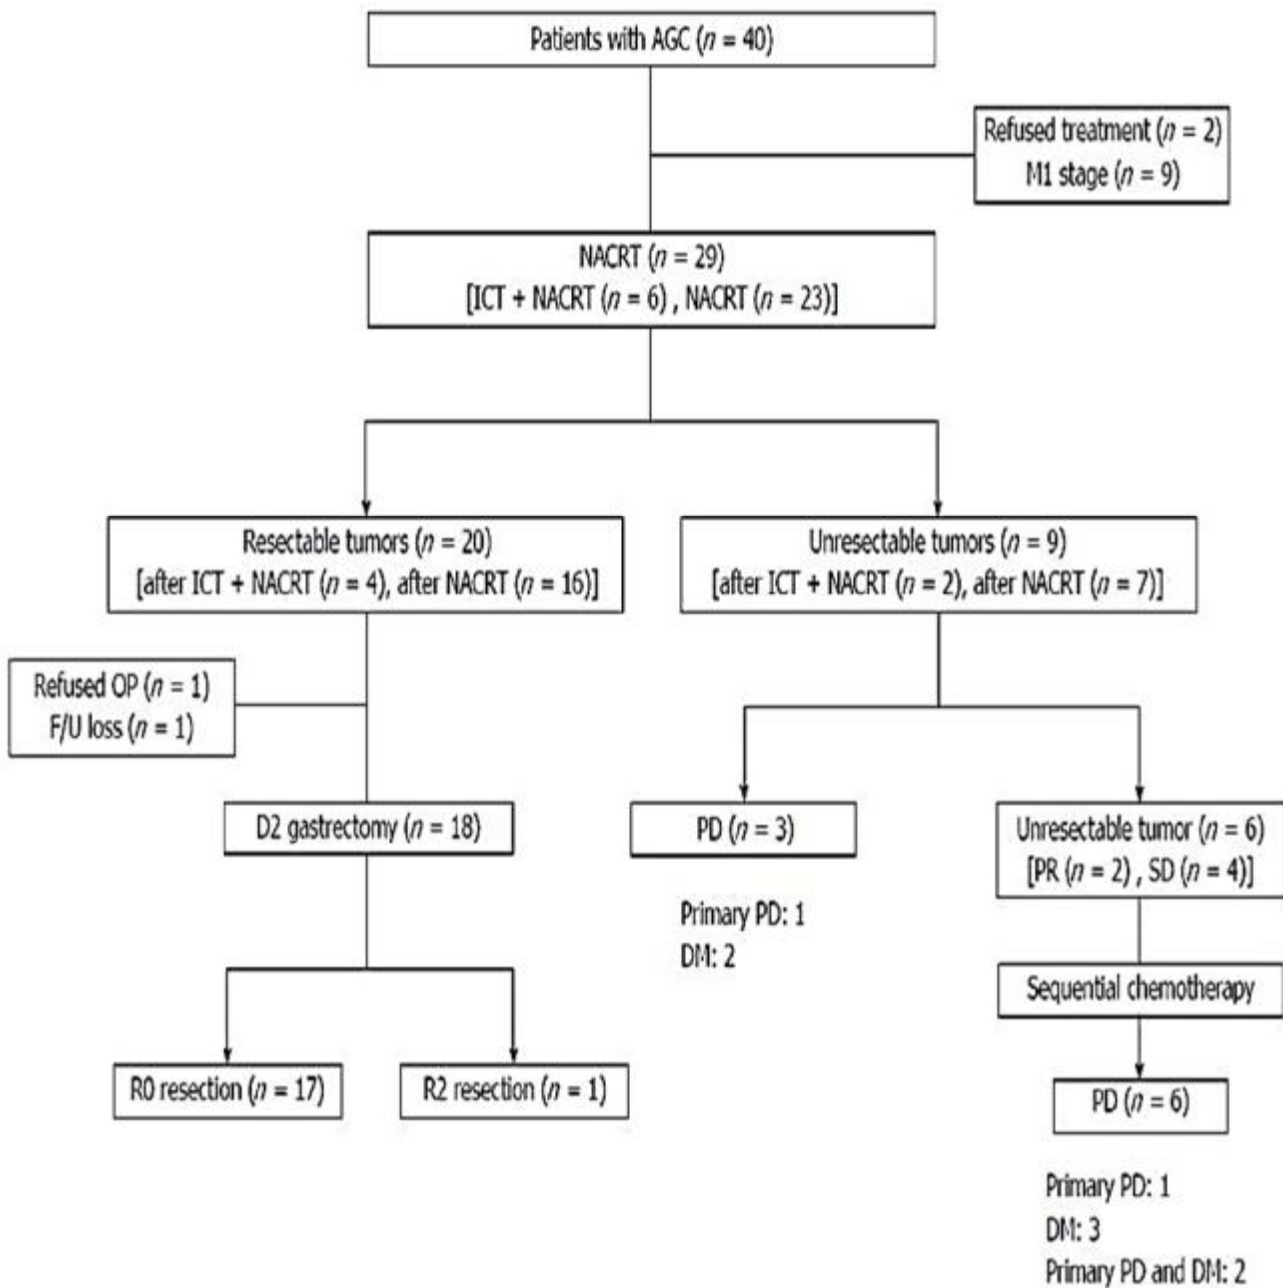 Patients with AGC (n = 40)
Refused treatment (n = 2)
M1 stage (n = 9)
NACRT (n = 29)
[ICT + NACRT (n = 6) , NACRT (n = 23)]
Resectable tumors (n = 20)
[after ICT + NACRT (n = 4), after NACRT (n = 16)]
Unresectable tumors (n = 9)
[after ICT + NACRT (n = 2), after NACRT (n = 7)]
Refused OP (n = 1)
F/U loss (n = 1)
D2 gastrectomy (n = 18)
PD (n = 3)
Unresectable tumor (n = 6)
[PR (n = 2) , SD (n = 4)]
Primary PD: 1
DM: 2
Sequential chemotherapy
R0 resection (n = 17)
R2 resection (n = 1)
PD (n = 6)
Primary PD: 1
DM: 3
Primary PD and DM: 2